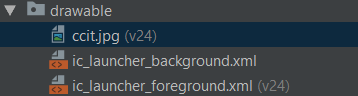 drawable
ccit.jpg (v24)
ic_launcher_background.xml
ic_launcher_foreground.xml (v24)